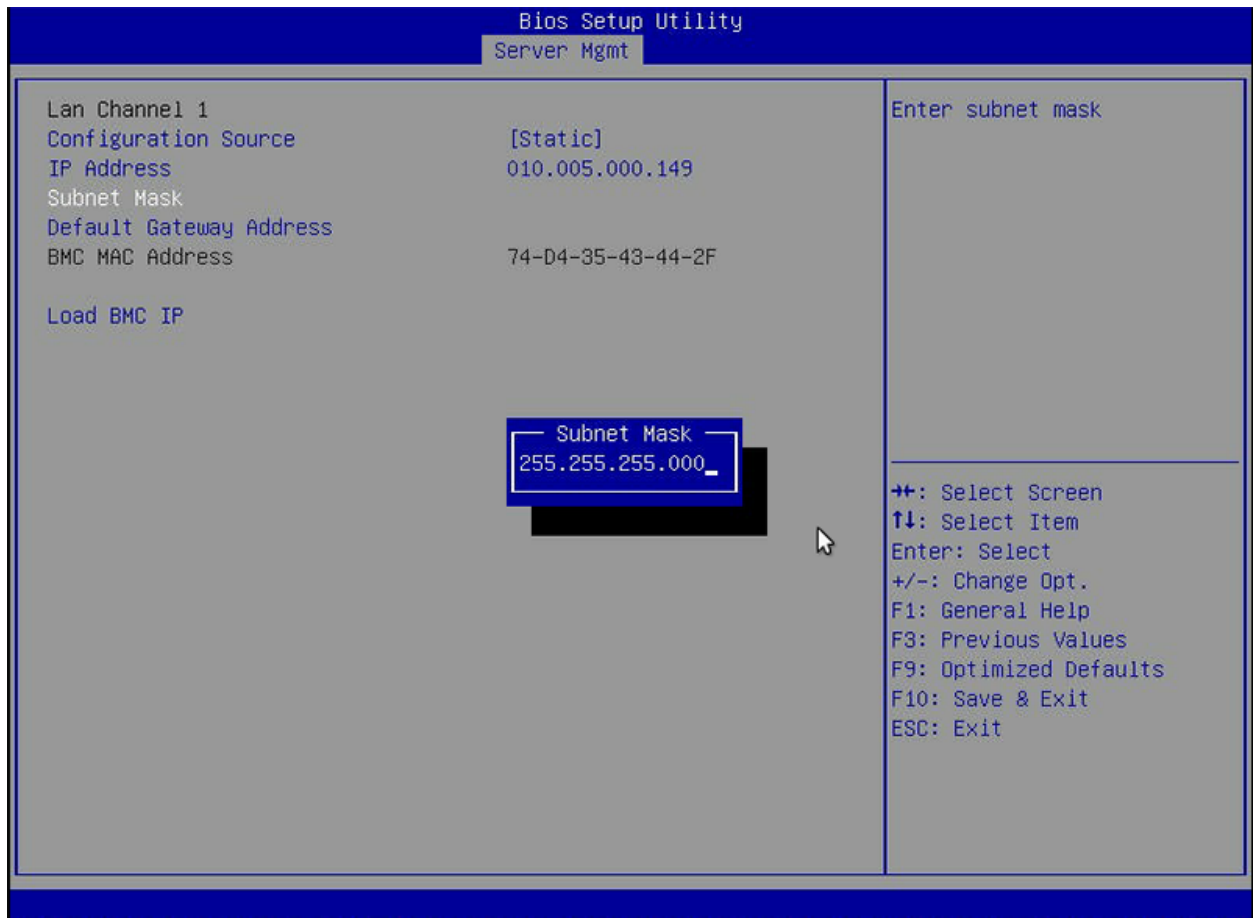 Bios Setup Utility
Server Mgmt
Lan Channel 1
Configuration Source [Static]
IP Address 010.005.000.149
Subnet Mask
Default Gateway Address
BMC MAC Address 74-D4-35-43-44-2F
Load BMC IP
Subnet Mask
255.255.255.000_
Enter subnet mask
→←: Select Screen
↑↓: Select Item
Enter: Select
+/-: Change Opt.
F1: General Help
F3: Previous Values
F9: Optimized Defaults
F10: Save & Exit
ESC: Exit